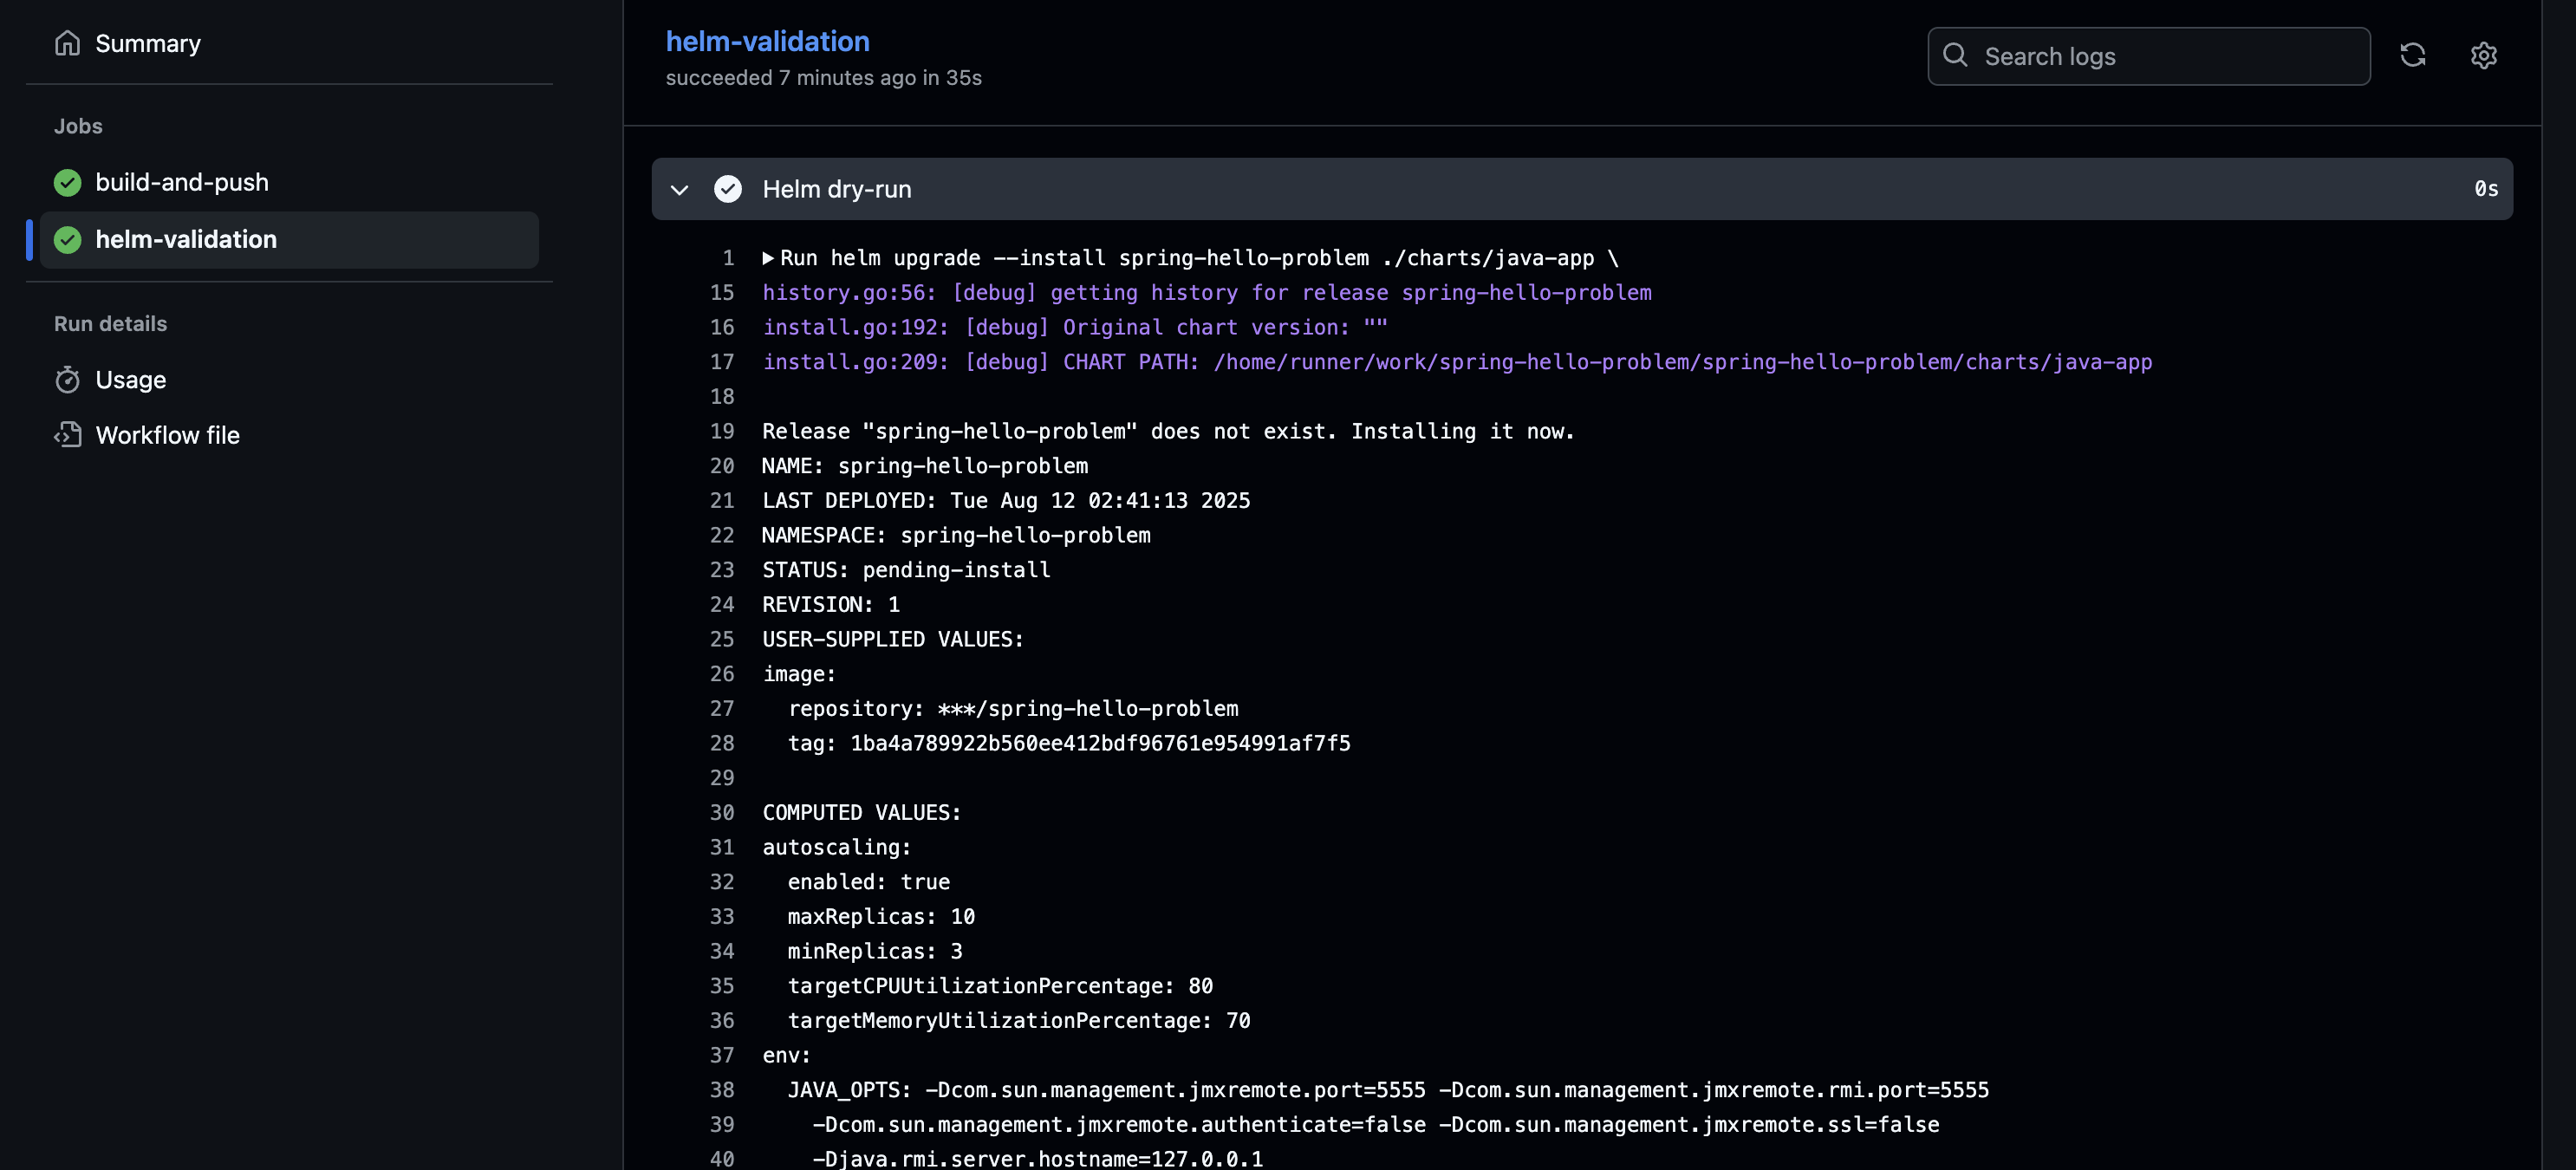 Summary
Jobs
build-and-push
helm-validation
Run details
Usage
Workflow file
helm-validation
succeeded 7 minutes ago in 35s
Search logs
Helm dry-run 0s
1 Run helm upgrade --install spring-hello-problem ./charts/java-app \
15 history.go:56: [debug] getting history for release spring-hello-problem
16 install.go:192: [debug] Original chart version: ""
17 install.go:209: [debug] CHART PATH: /home/runner/work/spring-hello-problem/spring-hello-problem/charts/java-app
18
19 Release "spring-hello-problem" does not exist. Installing it now.
20 NAME: spring-hello-problem
21 LAST DEPLOYED: Tue Aug 12 02:41:13 2025
22 NAMESPACE: spring-hello-problem
23 STATUS: pending-install
24 REVISION: 1
25 USER-SUPPLIED VALUES:
26 image:
27   repository: ***/spring-hello-problem
28   tag: 1ba4a789922b560ee412bdf96761e954991af7f5
29
30 COMPUTED VALUES:
31 autoscaling:
32   enabled: true
33   maxReplicas: 10
34   minReplicas: 3
35   targetCPUUtilizationPercentage: 80
36   targetMemoryUtilizationPercentage: 70
37 env:
38   JAVA_OPTS: -Dcom.sun.management.jmxremote.port=5555 -Dcom.sun.management.jmxremote.rmi.port=5555
39     -Dcom.sun.management.jmxremote.authenticate=false -Dcom.sun.management.jmxremote.ssl=false
40     -Djava.rmi.server.hostname=127.0.0.1